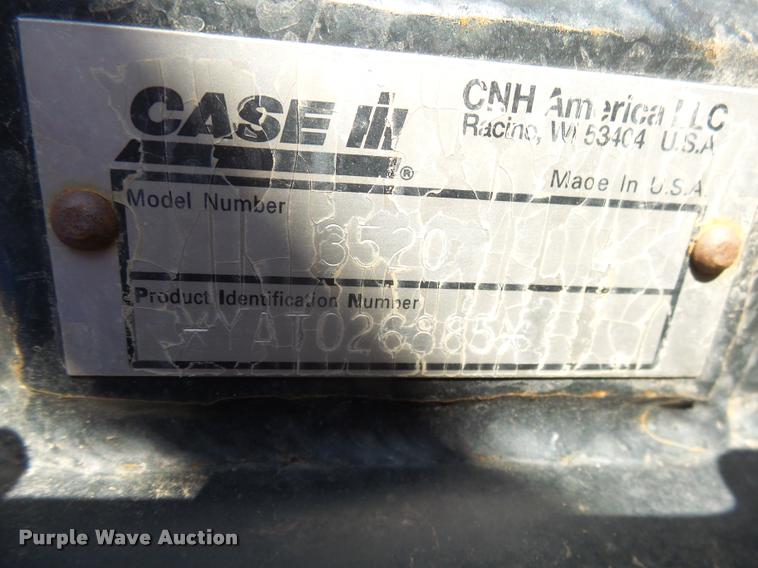 CASE IH
®
CNH America LLC
Racine, WI 53404 U.S.A.
Made In U.S.A.
Model Number
3520
Product Identification Number
*YAT026885*
Purple Wave Auction